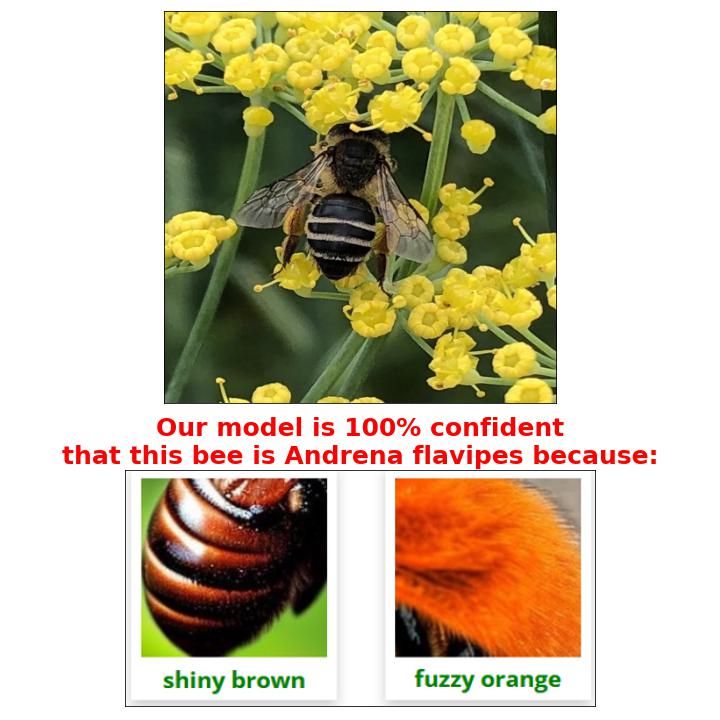 Our model is 100% confident
that this bee is Andrena flavipes because:
shiny brown
fuzzy orange